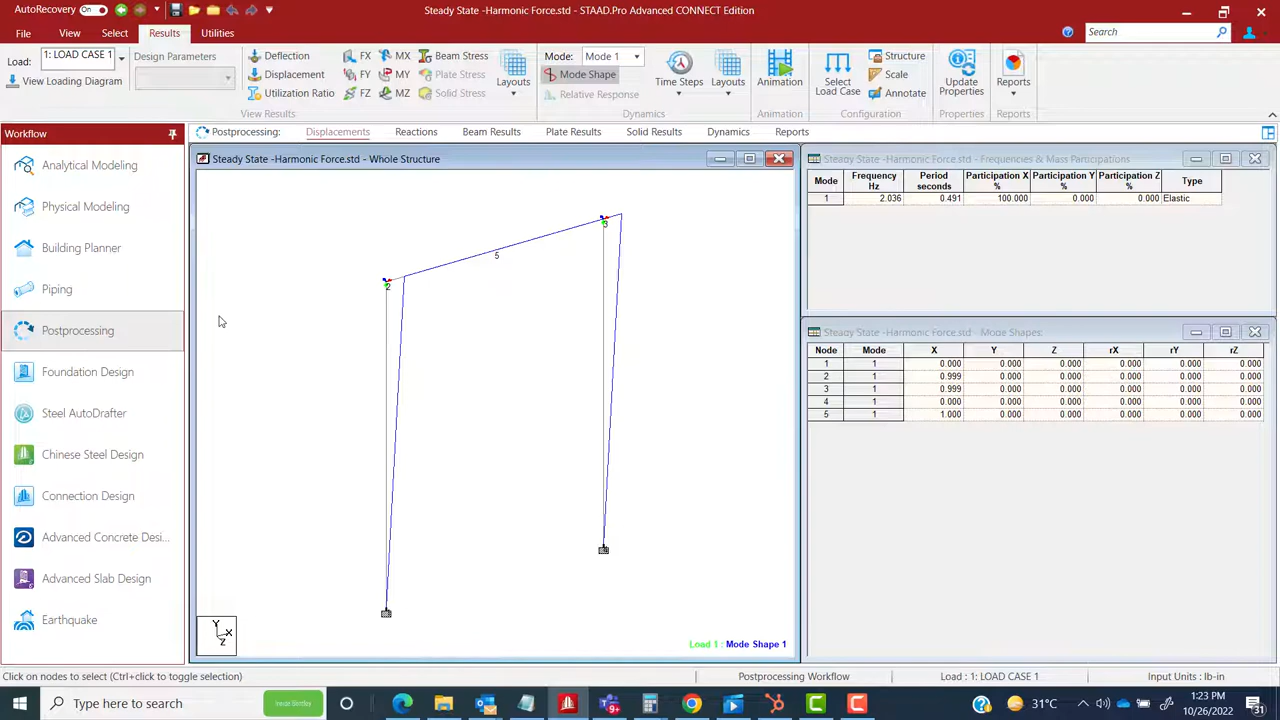 AutoRecovery On
Steady State -Harmonic Force.std - STAAD.Pro Advanced CONNECT Edition
File View Select Results Utilities
Search
Load: 1: LOAD CASE 1
View Loading Diagram
Design Parameters
Deflection
Displacement
Utilization Ratio
FX MX
FY MY
FZ MZ
Beam Stress
Plate Stress
Solid Stress
Layouts
View Results
Mode: Mode 1
Mode Shape
Relative Response
Time Steps
Layouts
Dynamics
Animation
Animation
Select Load Case
Structure
Scale
Annotate
Configuration
Update Properties
Properties
Reports
Reports
Workflow
Postprocessing: Displacements Reactions Beam Results Plate Results Solid Results Dynamics Reports
Analytical Modeling
Physical Modeling
Building Planner
Piping
Postprocessing
Foundation Design
Steel AutoDrafter
Chinese Steel Design
Connection Design
Advanced Concrete Desi...
Advanced Slab Design
Earthquake
Steady State -Harmonic Force.std - Whole Structure
3
5
2
Y
X
Z
Load 1 : Mode Shape 1
Steady State -Harmonic Force.std - Frequencies & Mass Participations
Mode Frequency Hz Period seconds Participation X % Participation Y % Participation Z % Type
1 2.036 0.491 100.000 0.000 0.000 Elastic
Steady State -Harmonic Force.std - Mode Shapes:
Node Mode X Y Z rX rY rZ
1 1 0.000 0.000 0.000 0.000 0.000 0.000
2 1 0.999 0.000 0.000 0.000 0.000 0.000
3 1 0.999 0.000 0.000 0.000 0.000 0.000
4 1 0.000 0.000 0.000 0.000 0.000 0.000
5 1 1.000 0.000 0.000 0.000 0.000 0.000
Click on nodes to select (Ctrl+click to toggle selection)
Postprocessing Workflow
Load : 1: LOAD CASE 1
Input Units : lb-in
Type here to search
31°C
1:23 PM
10/26/2022